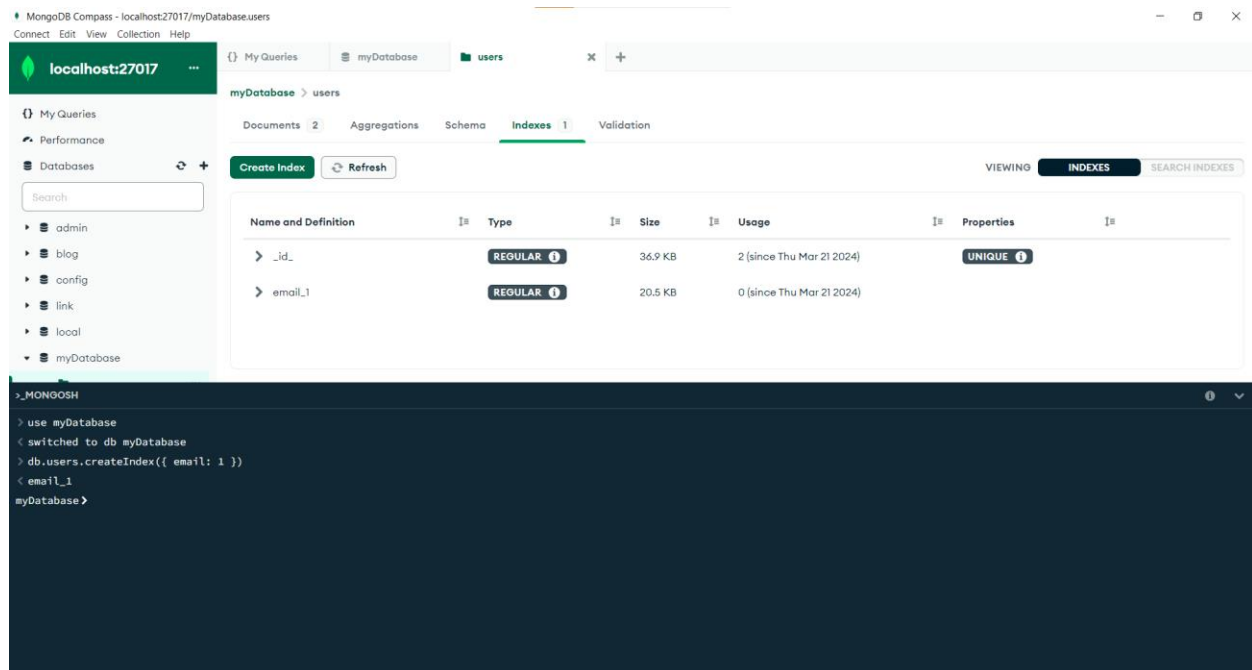 MongoDB Compass - localhost:27017/myDatabase.users
Connect Edit View Collection Help
localhost:27017 ...
{} My Queries myDatabase users
myDatabase > users
{} My Queries
Performance
Databases
Search
admin
blog
config
link
local
myDatabase
Documents 2 Aggregations Schema Indexes 1 Validation
Create Index Refresh VIEWING INDEXES SEARCH INDEXES
Name and Definition Type Size Usage Properties
_id_ REGULAR 36.9 KB 2 (since Thu Mar 21 2024) UNIQUE
email_1 REGULAR 20.5 KB 0 (since Thu Mar 21 2024)
>_MONGOSH
> use myDatabase
< switched to db myDatabase
> db.users.createIndex({ email: 1 })
< email_1
myDatabase>